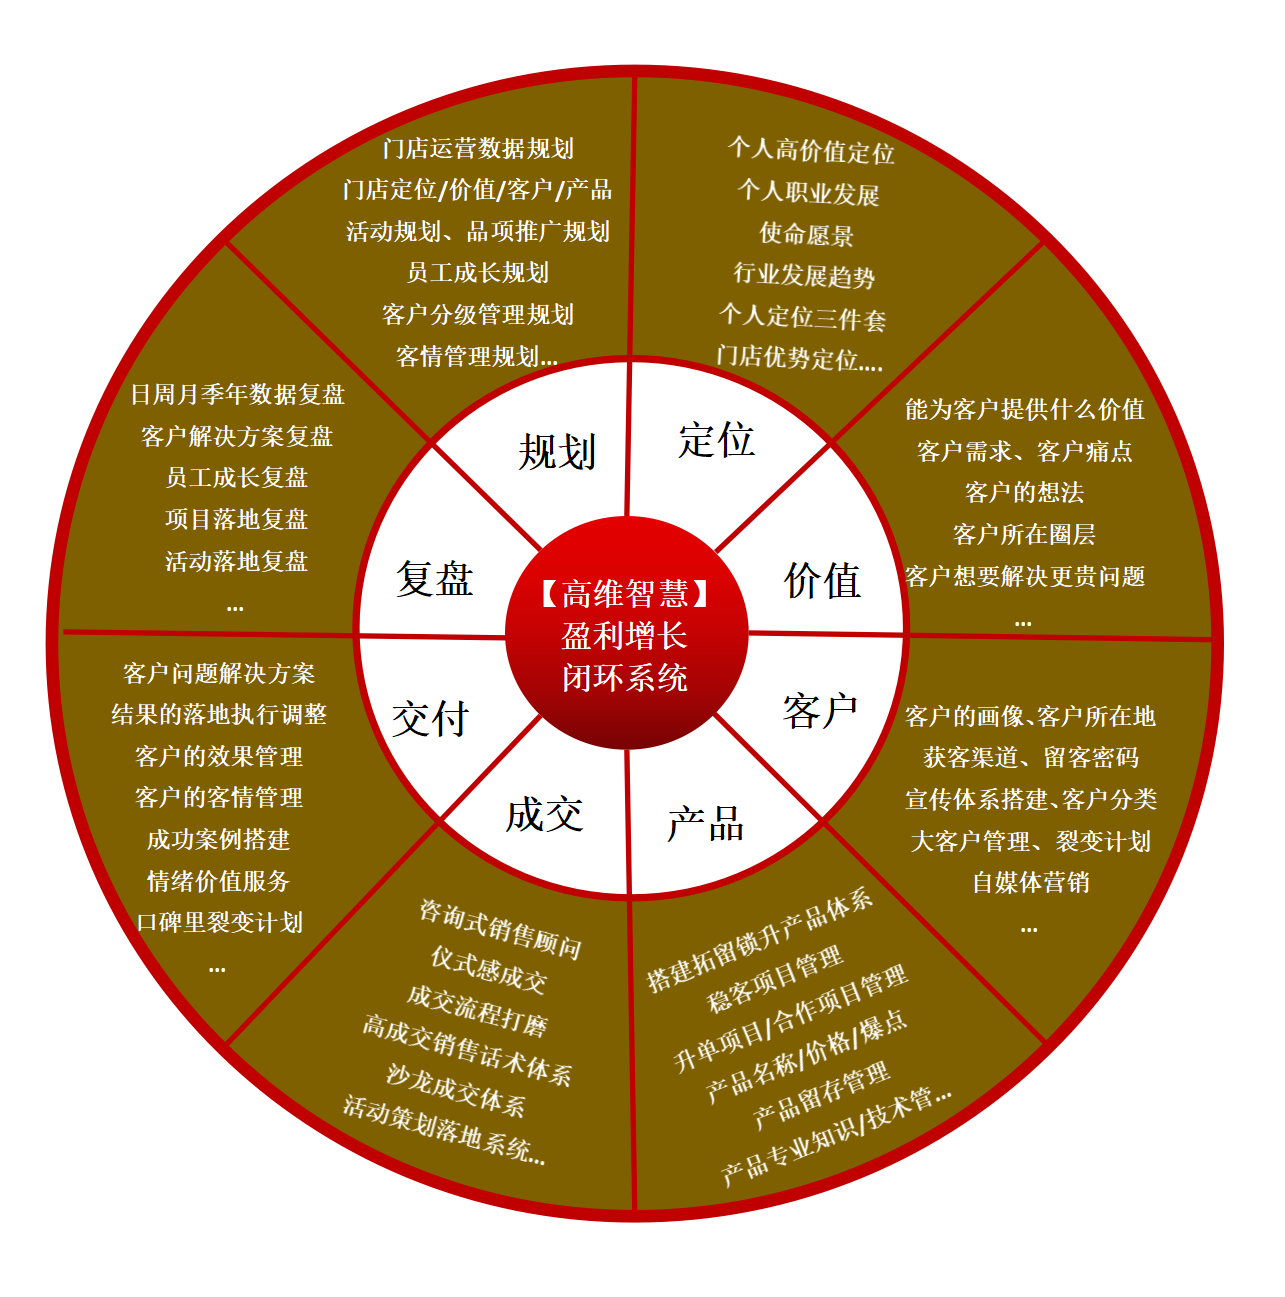 【高维智慧】
盈利增长
闭环系统
定位
个人高价值定位
个人职业发展
使命愿景
行业发展趋势
个人定位三件套
门店优势定位....
价值
能为客户提供什么价值
客户需求、客户痛点
客户的想法
客户所在圈层
客户想要解决更贵问题
...
客户
客户的画像、客户所在地
获客渠道、留客密码
宣传体系搭建、客户分类
大客户管理、裂变计划
自媒体营销
...
产品
搭建拓留锁升产品体系
稳客项目管理
升单项目/合作项目管理
产品名称/价格/爆点
产品留存管理
产品专业知识/技术管...
成交
咨询式销售顾问
仪式感成交
成交流程打磨
高成交销售话术体系
沙龙成交体系
活动策划落地系统...
交付
客户问题解决方案
结果的落地执行调整
客户的效果管理
客户的客情管理
成功案例搭建
情绪价值服务
口碑里裂变计划
...
复盘
日周月季年数据复盘
客户解决方案复盘
员工成长复盘
项目落地复盘
活动落地复盘
...
规划
门店运营数据规划
门店定位/价值/客户/产品
活动规划、品项推广规划
员工成长规划
客户分级管理规划
客情管理规划...